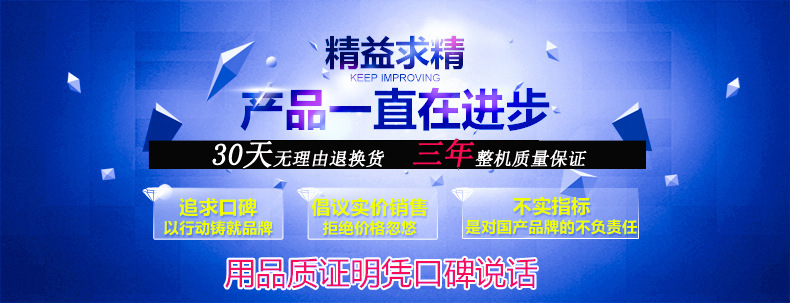 精益求精
KEEP IMPROVING
产品一直在进步
30天无理由退换货 三年整机质量保证
追求口碑
以行动铸就品牌
倡议实价销售
拒绝价格忽悠
不实指标
是对国产品牌的不负责任
用品质证明凭口碑说话